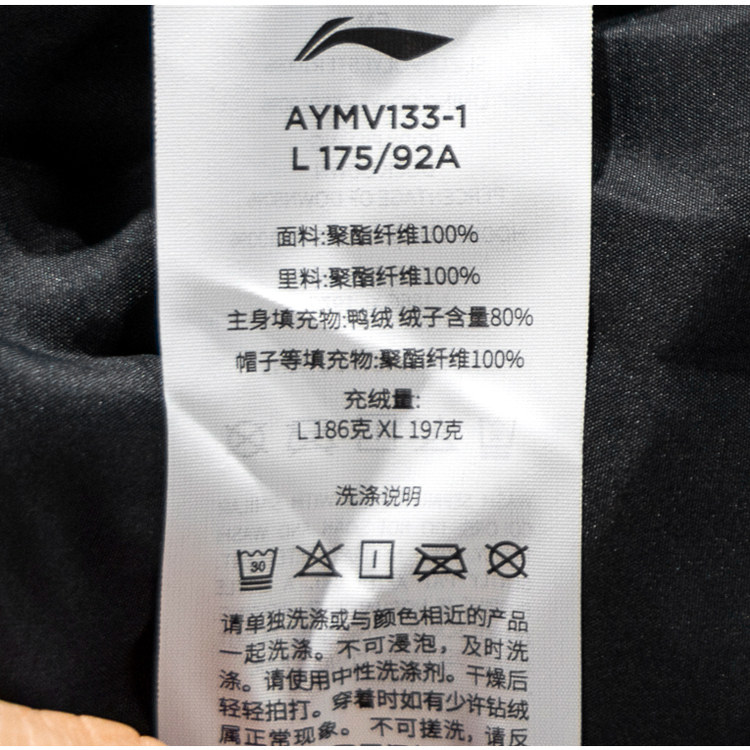 AYMV133-1
L 175/92A
面料:聚酯纤维100%
里料:聚酯纤维100%
主身填充物:鸭绒 绒子含量80%
帽子等填充物:聚酯纤维100%
充绒量:
L 186克 XL 197克
洗涤说明
30
请单独洗涤或与颜色相近的产品
一起洗涤。不可浸泡，及时洗
涤。请使用中性洗涤剂。干燥后
轻轻拍打。穿着时如有少许钻绒
属正常现象。 不可搓洗，请反